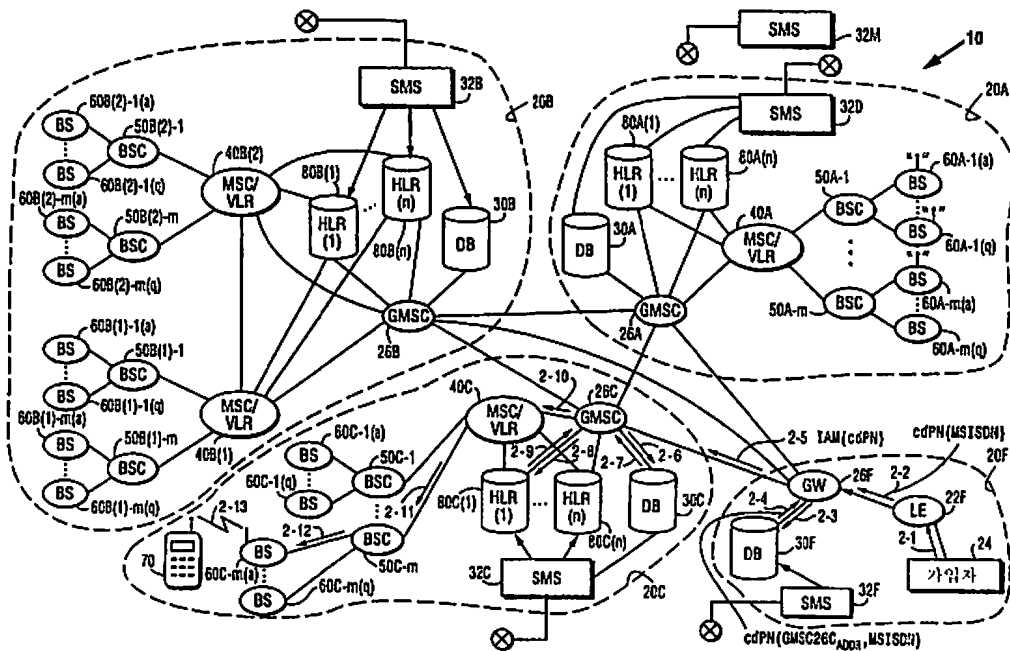 SMS
32M
10
SMS
32B
20B
SMS
32D
20A
60B(2)-1(a)
BS
50B(2)-1
BSC
BS
60B(2)-1(q)
40B(2)
MSC/
VLR
60B(2)-m(a)
BS
50B(2)-m
BSC
BS
60B(2)-m(q)
80B(1)
HLR
(1)
...
HLR
(n)
80B(n)
30B
DB
80A(1)
HLR
(1)
...
HLR
(n)
80A(n)
30A
DB
40A
MSC/
VLR
50A-1
BSC
BS
60A-1(a)
BS
60A-1(q)
50A-m
BSC
BS
60A-m(a)
BS
60A-m(q)
GMSC
26B
GMSC
26A
60B(1)-1(a)
BS
50B(1)-1
BSC
BS
60B(1)-1(q)
60B(1)-m(a)
BS
50B(1)-m
BSC
BS
60B(1)-m(q)
MSC/
VLR
40B(1)
40C
MSC/
VLR
2-10
26C
GMSC
2-9
2-8
2-7
2-6
2-5
IAM{cdPN}
cdPN{MSISDN}
60C-1(a)
BS
50C-1
BSC
60C-1(q)
BS
2-11
80C(1)
HLR
(1)
...
HLR
(n)
80C(n)
DB
30C
2-13
70
2-12
BS
60C-m(a)
BSC
50C-m
BS
60C-m(q)
SMS
32C
20C
GW
26F
2-2
20F
2-4
2-3
LE
22F
2-1
24
가입자
DB
30F
SMS
32F
cdPN{GMSC26C_ADD3, MSISDN}